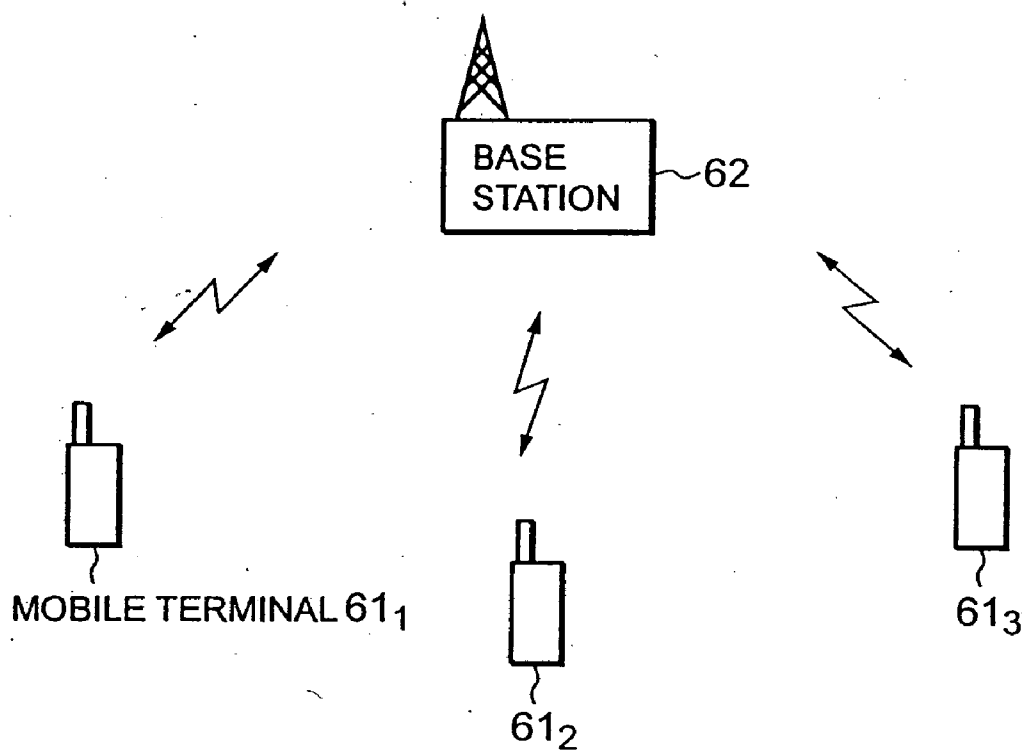 BASE
STATION
62
MOBILE TERMINAL 61₁
61₂
61₃